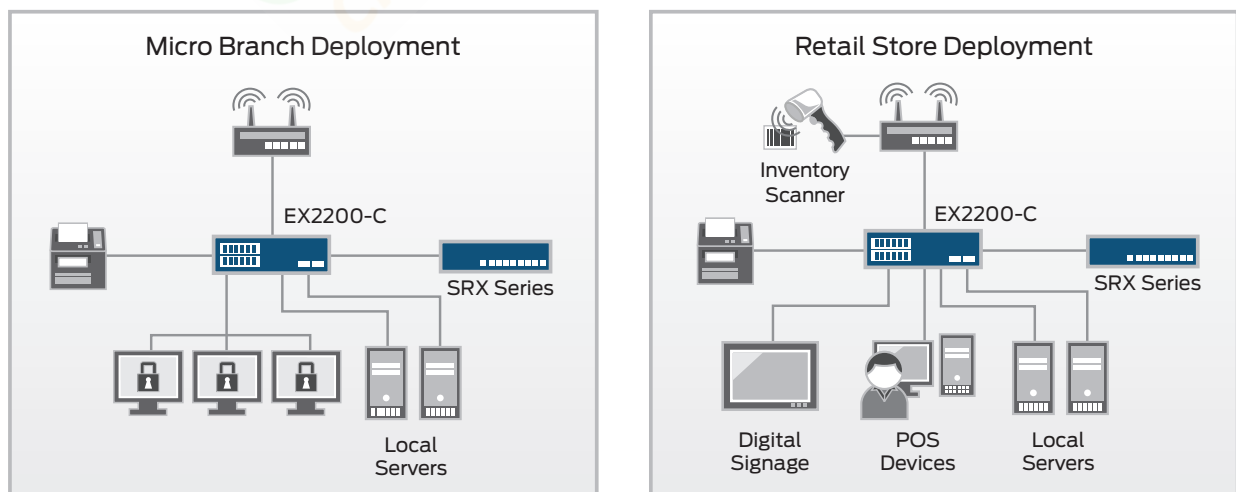 Micro Branch Deployment
EX2200-C
SRX Series
Local
Servers
Retail Store Deployment
Inventory
Scanner
EX2200-C
SRX Series
Digital
Signage
POS
Devices
Local
Servers